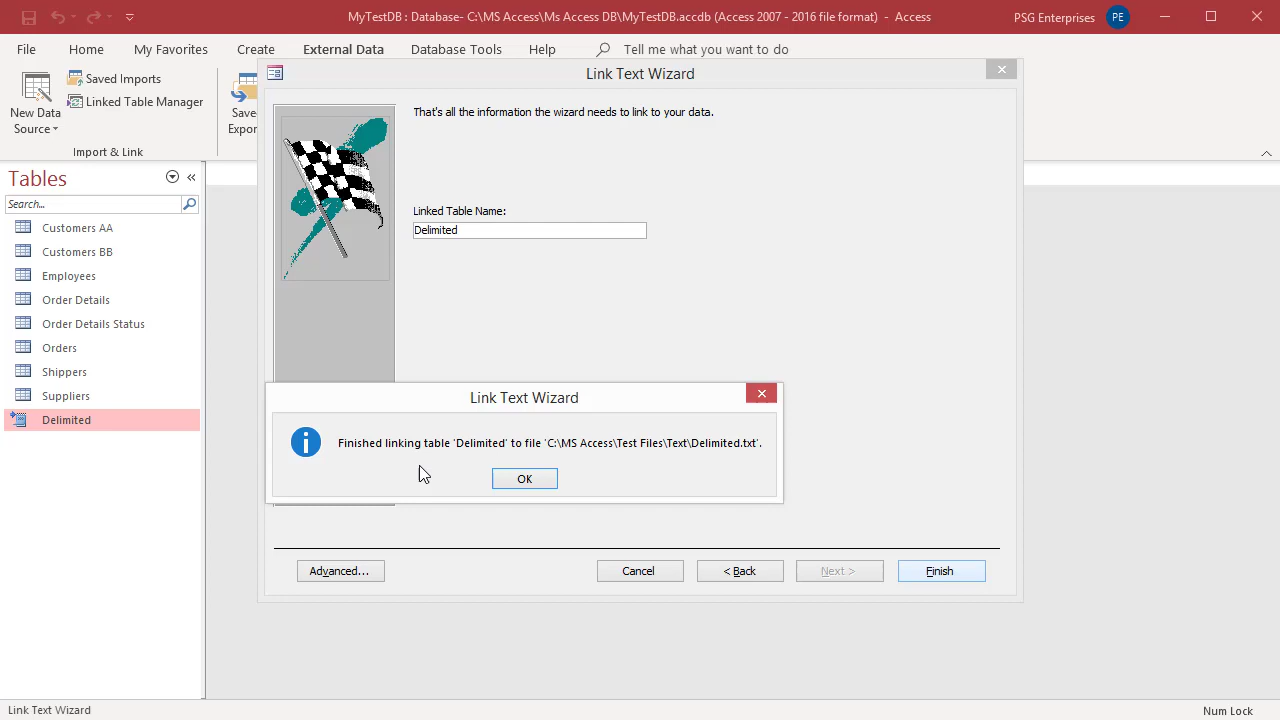 MyTestDB : Database- C:\MS Access\Ms Access DB\MyTestDB.accdb (Access 2007 - 2016 file format) - Access
PSG Enterprises
PE
File
Home
My Favorites
Create
External Data
Database Tools
Help
Tell me what you want to do
New Data
Source
Saved Imports
Linked Table Manager
Saved
Export
Import & Link
Link Text Wizard
That's all the information the wizard needs to link to your data.
Linked Table Name:
Delimited
Tables
Search...
Customers AA
Customers BB
Employees
Order Details
Order Details Status
Orders
Shippers
Suppliers
Delimited
Link Text Wizard
Finished linking table 'Delimited' to file 'C:\MS Access\Test Files\Text\Delimited.txt'.
OK
Advanced...
Cancel
< Back
Next >
Finish
Link Text Wizard
Num Lock